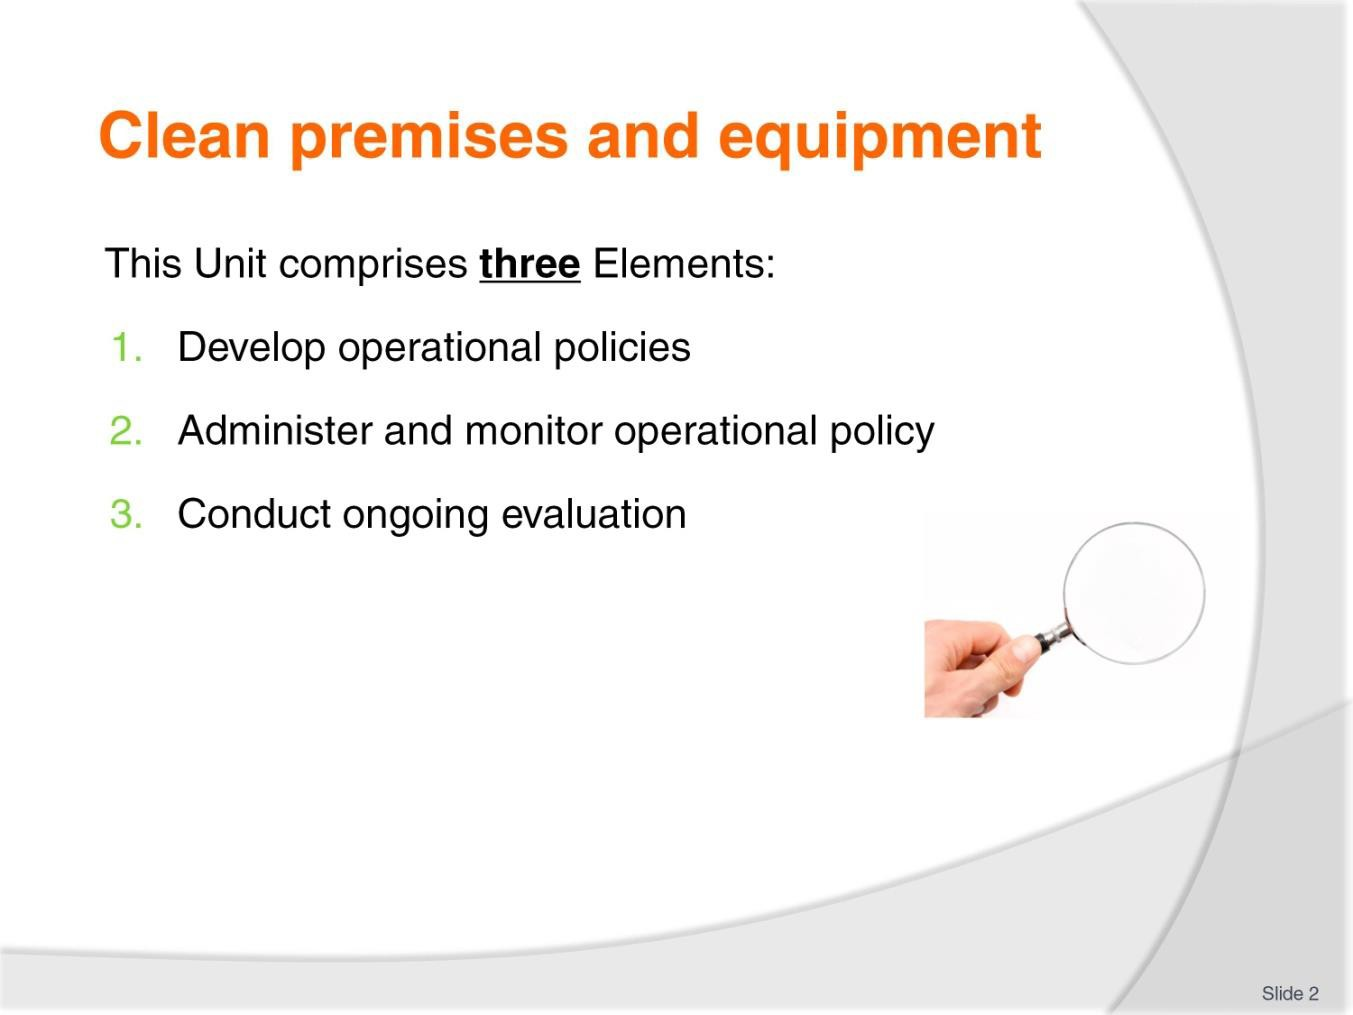 Clean premises and equipment
This Unit comprises three Elements:
1. Develop operational policies
2. Administer and monitor operational policy
3. Conduct ongoing evaluation
Slide 2